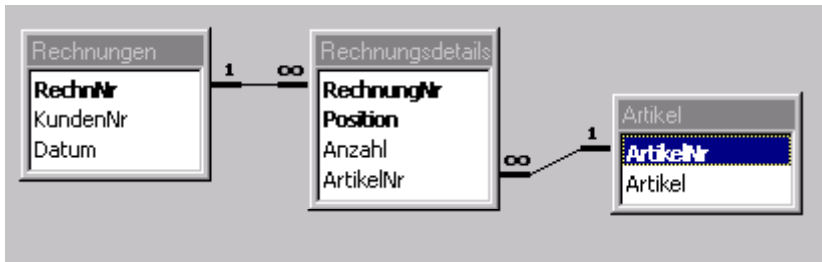 Rechnungen
RechnNr
KundenNr
Datum
1
∞
Rechnungsdetails
RechnungNr
Position
Anzahl
ArtikelNr
∞
1
Artikel
ArtikelNr
Artikel